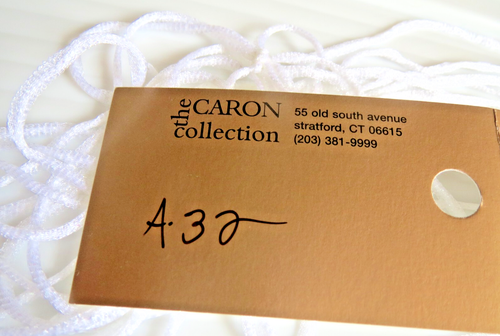 the CARON
collection
55 old south avenue
stratford, CT 06615
(203) 381-9999
A.32